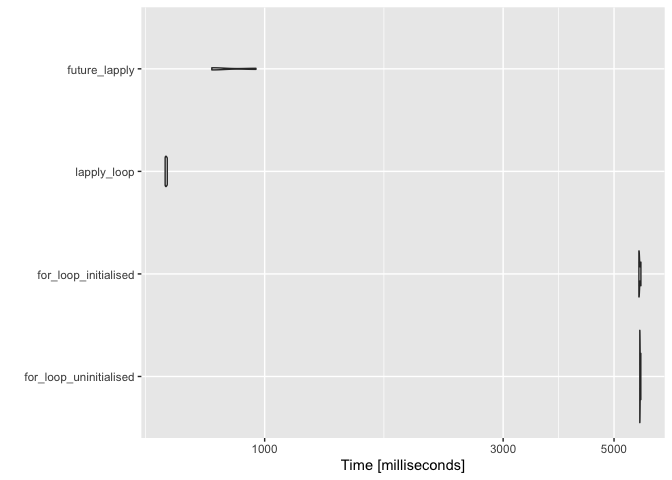 future_lapply
lapply_loop
for_loop_initialised
for_loop_uninitialised
1000 3000 5000
Time [milliseconds]